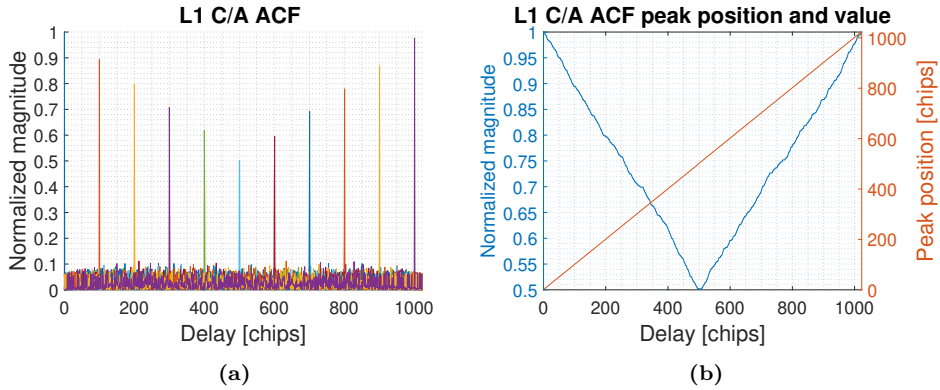 L1 C/A ACF
Normalized magnitude
1
0.9
0.8
0.7
0.6
0.5
0.4
0.3
0.2
0.1
0
0 200 400 600 800 1000
Delay [chips]
(a)
L1 C/A ACF peak position and value
Normalized magnitude
1
0.95
0.9
0.85
0.8
0.75
0.7
0.65
0.6
0.55
0.5
0 200 400 600 800 1000
Delay [chips]
1000
800
600
400
200
0
Peak position [chips]
(b)